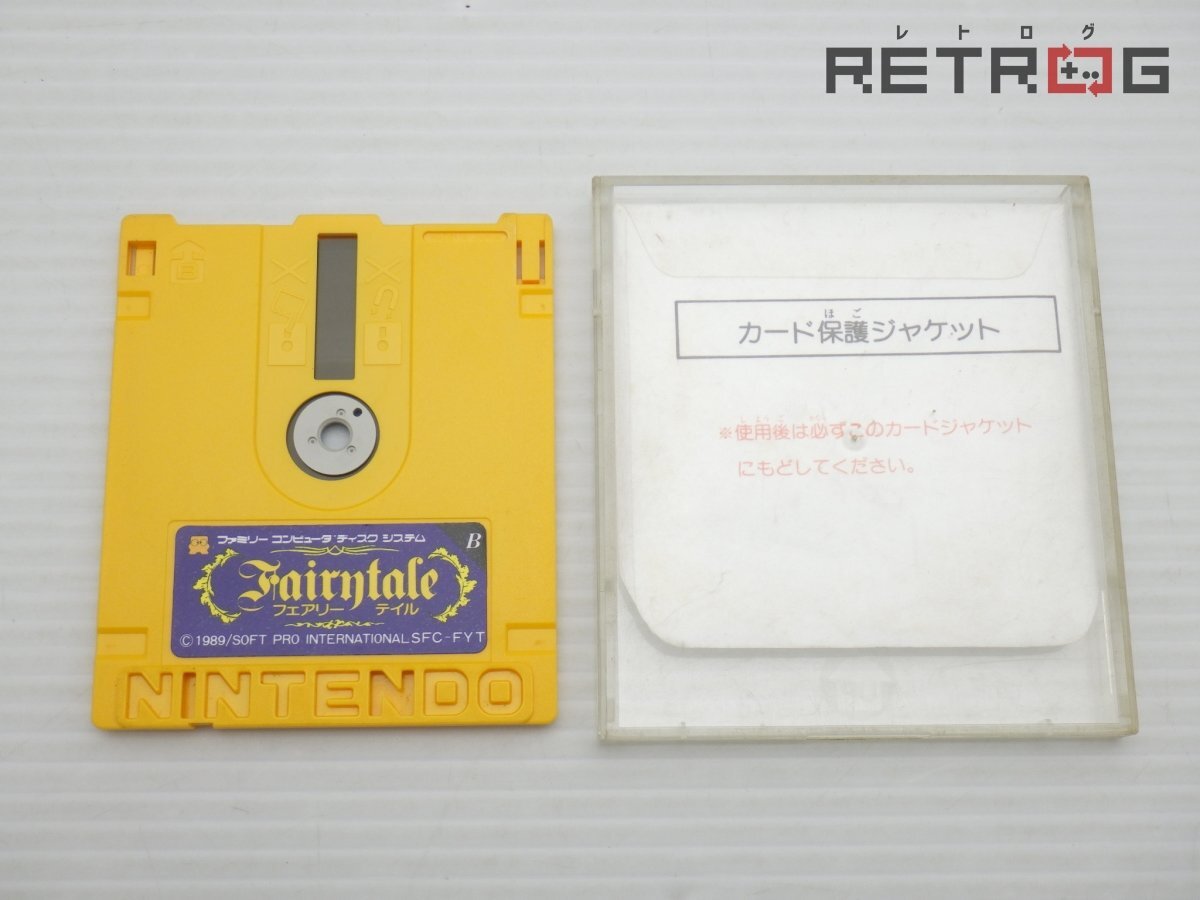 レトログ
RETROG
B
ファミリー コンピュータ ディスク システム
B
Fairytale
フェアリー テイル
©1989/SOFT PRO INTERNATIONAL SFC-FYT
NINTENDO
ほご
カード保護ジャケット
※使用後は必ずこのカードジャケット
にもどしてください。